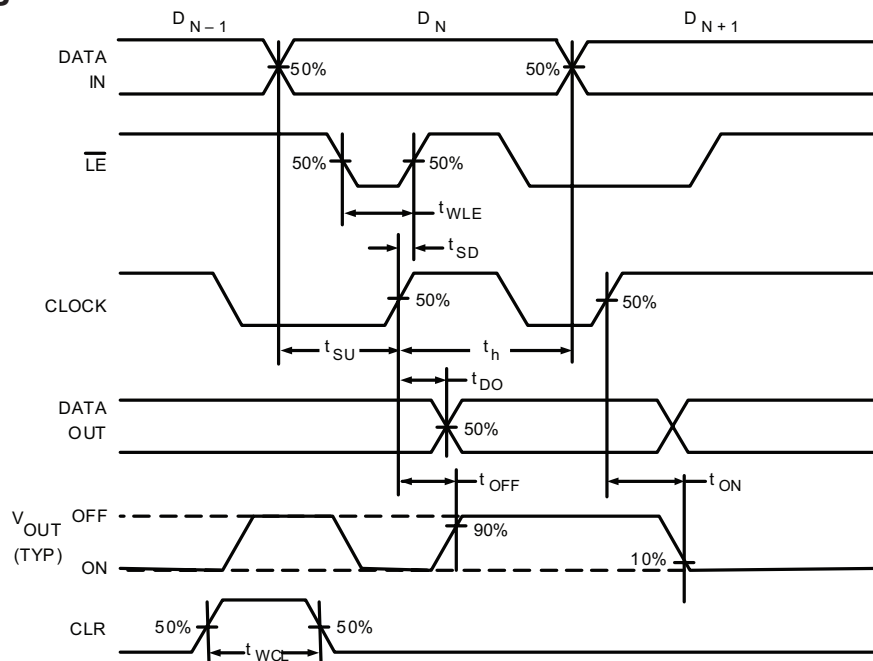 D N – 1 D N D N + 1
DATA IN 50% 50%
LE 50% 50%
t WLE
t SD
CLOCK 50% 50%
t SU t h
t DO
DATA OUT 50%
t OFF t ON
V OUT (TYP) OFF 90%
ON 10%
CLR 50% 50%
t WCL